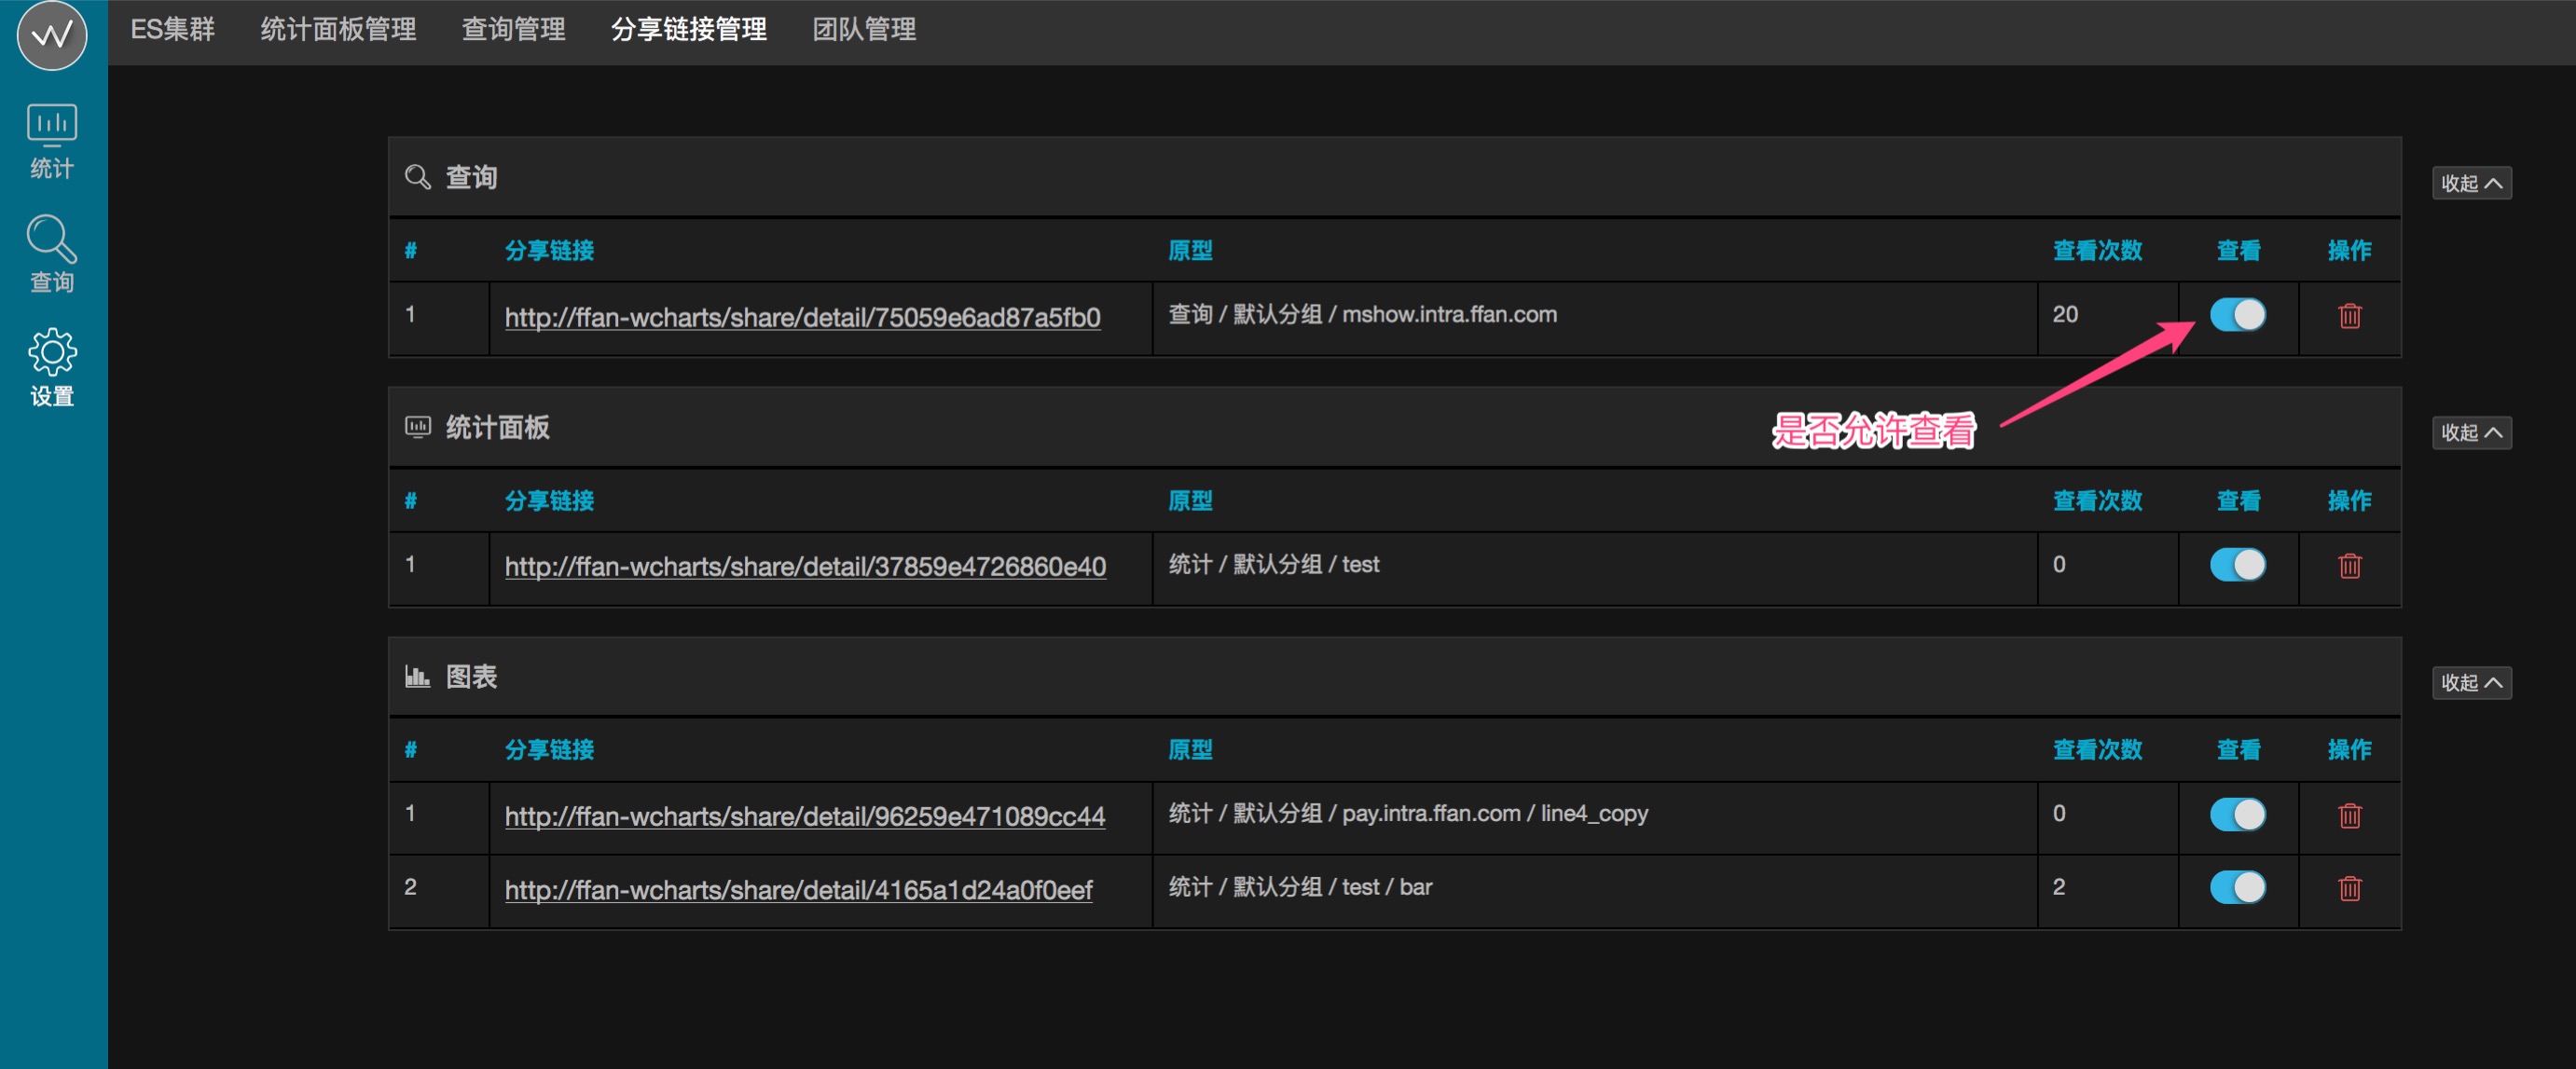 ES集群 统计面板管理 查询管理 分享链接管理 团队管理
统计
查询
设置
查询
收起
# 分享链接 原型 查看次数 查看 操作
1 http://ffan-wcharts/share/detail/75059e6ad87a5fb0 查询 / 默认分组 / mshow.intra.ffan.com 20
统计面板
是否允许查看
收起
# 分享链接 原型 查看次数 查看 操作
1 http://ffan-wcharts/share/detail/37859e4726860e40 统计 / 默认分组 / test 0
图表
收起
# 分享链接 原型 查看次数 查看 操作
1 http://ffan-wcharts/share/detail/96259e471089cc44 统计 / 默认分组 / pay.intra.ffan.com / line4_copy 0
2 http://ffan-wcharts/share/detail/4165a1d24a0f0eef 统计 / 默认分组 / test / bar 2